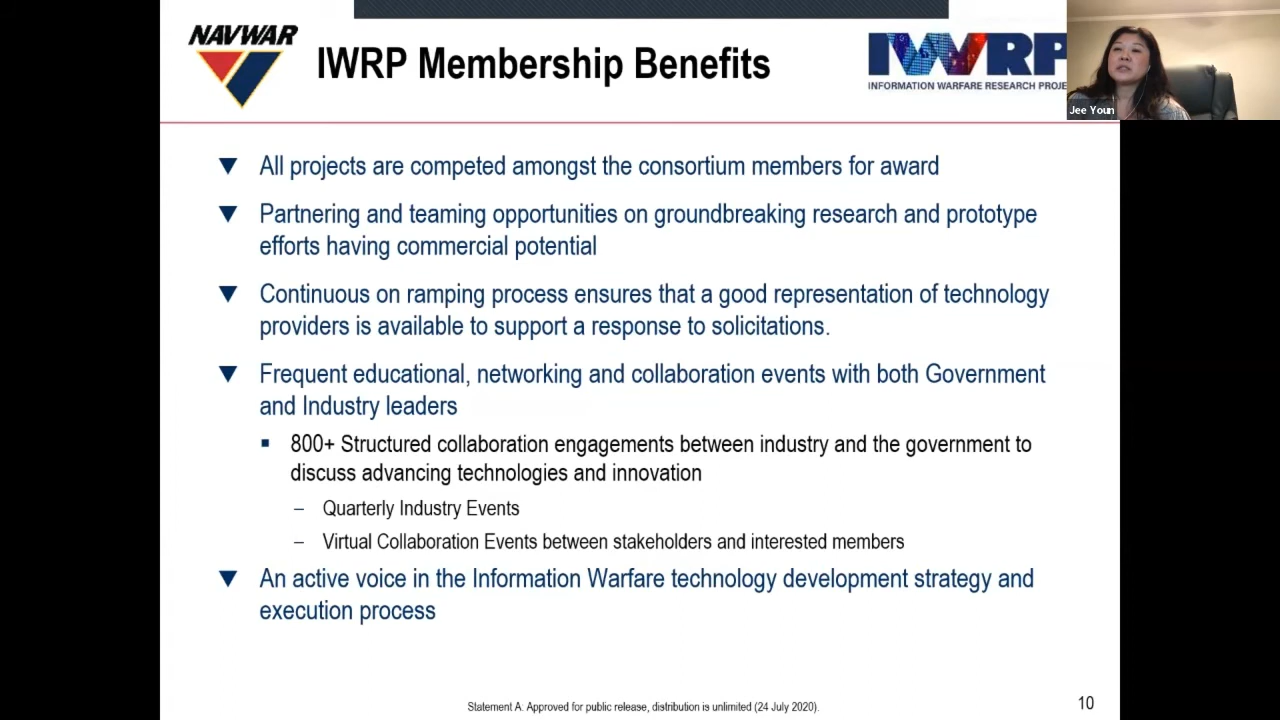 NAVWAR
IWRP Membership Benefits
IWRP
INFORMATION WARFARE RESEARCH PROJE
Jee Youn
▼ All projects are competed amongst the consortium members for award
▼ Partnering and teaming opportunities on groundbreaking research and prototype
efforts having commercial potential
▼ Continuous on ramping process ensures that a good representation of technology
providers is available to support a response to solicitations.
▼ Frequent educational, networking and collaboration events with both Government
and Industry leaders
▪ 800+ Structured collaboration engagements between industry and the government to
discuss advancing technologies and innovation
– Quarterly Industry Events
– Virtual Collaboration Events between stakeholders and interested members
▼ An active voice in the Information Warfare technology development strategy and
execution process
Statement A. Approved for public release, distribution is unlimited (24 July 2020).
10